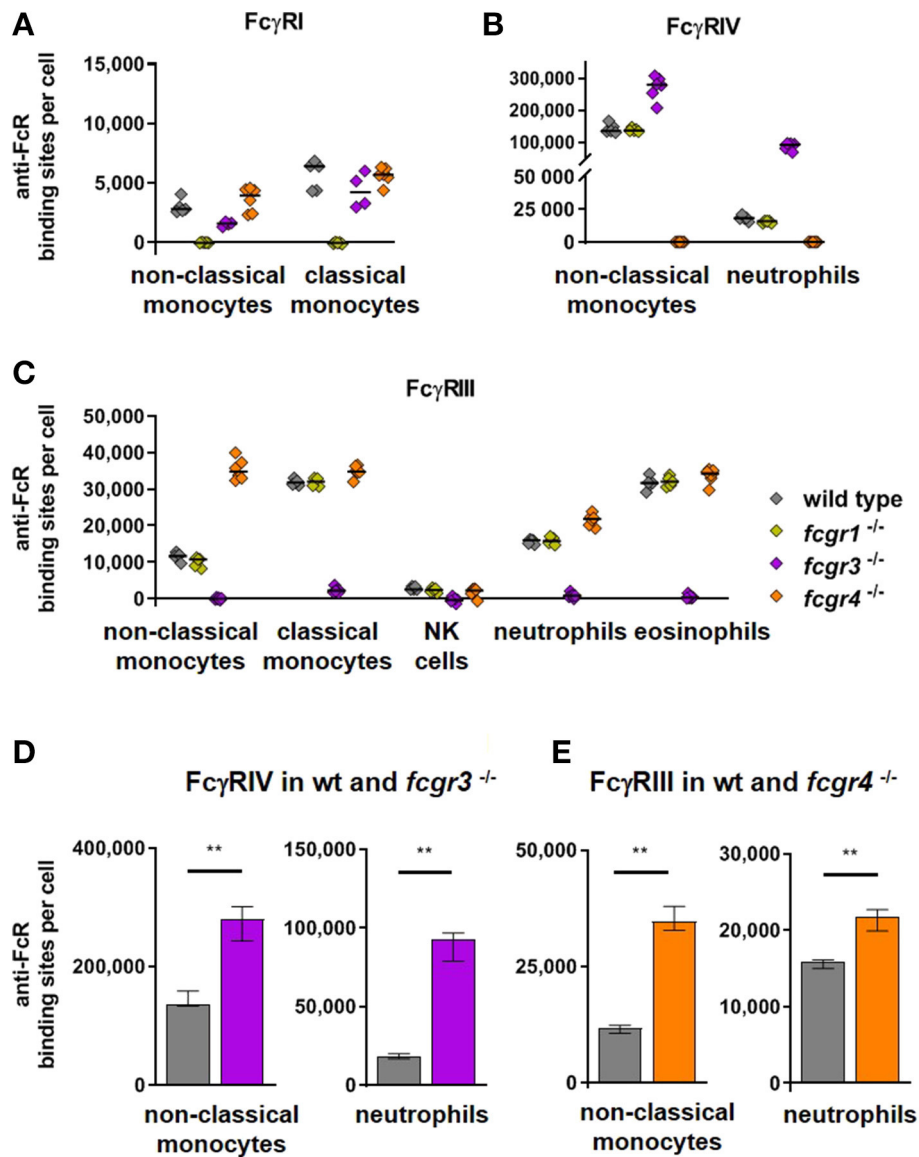 A
FcγRI
anti-FcR
binding sites per cell
15,000
10,000
5,000
0
non-classical
monocytes
classical
monocytes
B
FcγRIV
300,000
200,000
100,000
50 000
25 000
0
non-classical
monocytes
neutrophils
C
FcγRIII
anti-FcR
binding sites per cell
50,000
40,000
30,000
20,000
10,000
0
non-classical
monocytes
classical
monocytes
NK
cells
neutrophils
eosinophils
wild type
fcgr1 -/-
fcgr3 -/-
fcgr4 -/-
D
FcγRIV in wt and fcgr3 -/-
anti-FcR
binding sites per cell
400,000
200,000
0
**
non-classical
monocytes
150,000
100,000
50,000
0
**
neutrophils
E
FcγRIII in wt and fcgr4 -/-
50,000
25,000
0
**
non-classical
monocytes
30,000
20,000
10,000
0
**
neutrophils